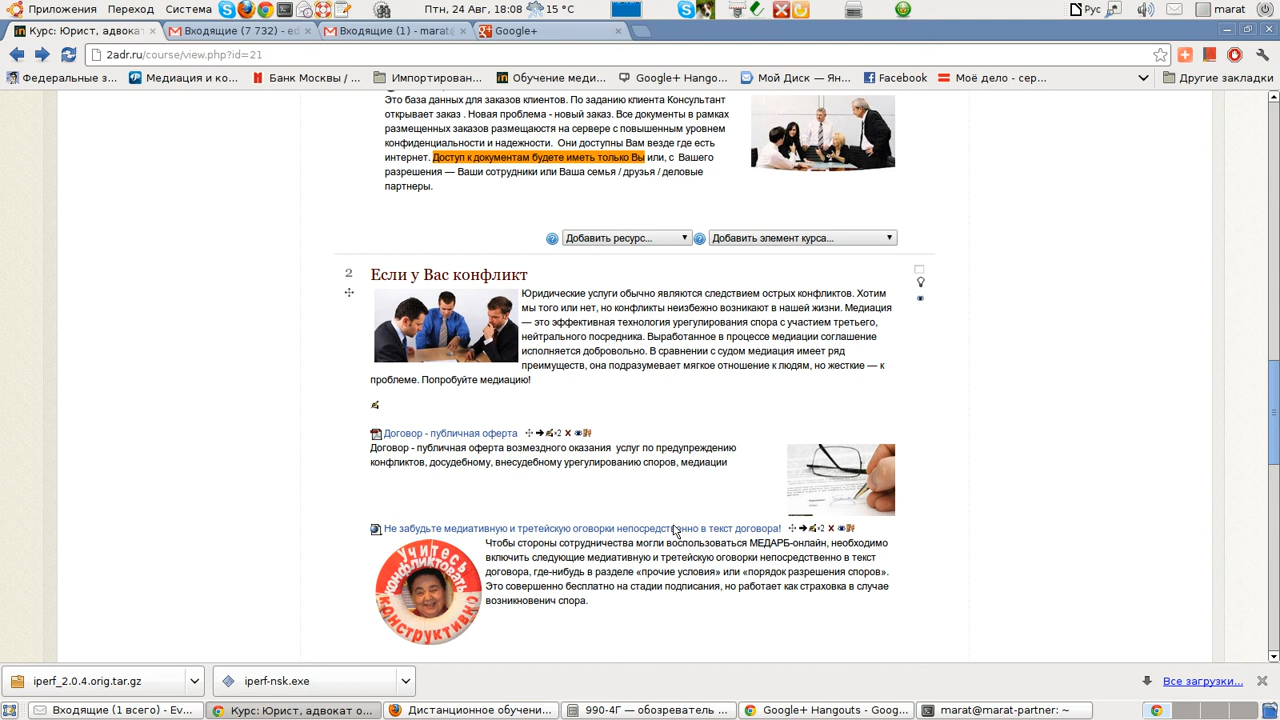 Приложения Переход Система Птн, 24 Авг, 18:08 15 °C Рус marat
Курс: Юрист, адвокат Входящие (7 732) - ed Входящие (1) - marat@ Google+
2adr.ru/course/view.php?id=21
Федеральные з... Медиация и ко... Банк Москвы / ... Импортирован... Обучение меди... Google+ Hango... Мой Диск — Ян... Facebook Моё дело - сер... Другие закладки
Это база данных для заказов клиентов. По заданию клиента Консультант
открывает заказ . Новая проблема - новый заказ. Все документы в рамках
размещенных заказов размещаюстя на сервере с повышенным уровнем
конфиденциальности и надежности. Они доступны Вам везде где есть
интернет. Доступ к документам будете иметь только Вы или, с Вашего
разрешения — Ваши сотрудники или Ваша семья / друзья / деловые
партнеры.
Добавить ресурс... Добавить элемент курса...
2 Если у Вас конфликт
Юридические услуги обычно являются следствием острых конфликтов. Хотим
мы того или нет, но конфликты неизбежно возникают в нашей жизни. Медиация
— это эффективная технология урегулирования спора с участием третьего,
нейтрального посредника. Выработанное в процессе медиации соглашение
исполняется добровольно. В сравнении с судом медиация имеет ряд
преимуществ, она подразумевает мягкое отношение к людям, но жесткие — к
проблеме. Попробуйте медиацию!
Договор - публичная оферта
Договор - публичная оферта возмездного оказания услуг по предупреждению
конфликтов, досудебному, внесудебному урегулированию споров, медиации
Не забудьте медиативную и третейскую оговорки непосредственно в текст договора!
Чтобы стороны сотрудничества могли воспользоваться МЕДАРБ-онлайн, необходимо
включить следующие медиативную и третейскую оговорки непосредственно в текст
договора, где-нибудь в разделе «прочие условия» или «порядок разрешения споров».
Это совершенно бесплатно на стадии подписания, но работает как страховка в случае
возникновенич спора.
Учитесь
конфликтовать
конструктивно
iperf_2.0.4.orig.tar.gz iperf-nsk.exe Все загрузки...
Входящие (1 всего) - Ev... Курс: Юрист, адвокат о... Дистанционное обучени... 990-4Г — обозреватель ... Google+ Hangouts - Goog... marat@marat-partner: ~